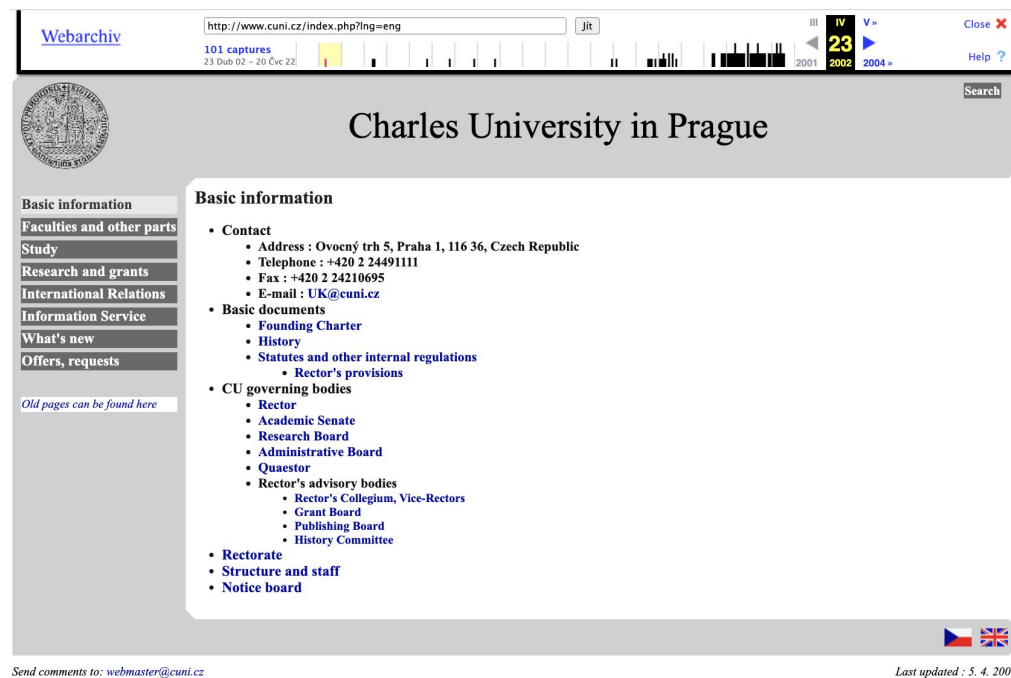 Webarchiv
http://www.cuni.cz/index.php?lng=eng
Jít
101 captures
23 Dub 02 – 20 Čvc 22
III IV V »
23
2001 2002 2004 »
Close
Help ?
Search
Charles University in Prague
Basic information
Faculties and other parts
Study
Research and grants
International Relations
Information Service
What's new
Offers, requests
Old pages can be found here
Basic information
• Contact
• Address : Ovocný trh 5, Praha 1, 116 36, Czech Republic
• Telephone : +420 2 24491111
• Fax : +420 2 24210695
• E-mail : UK@cuni.cz
• Basic documents
• Founding Charter
• History
• Statutes and other internal regulations
• Rector's provisions
• CU governing bodies
• Rector
• Academic Senate
• Research Board
• Administrative Board
• Quaestor
• Rector's advisory bodies
• Rector's Collegium, Vice-Rectors
• Grant Board
• Publishing Board
• History Committee
• Rectorate
• Structure and staff
• Notice board
Send comments to: webmaster@cuni.cz
Last updated : 5. 4. 200